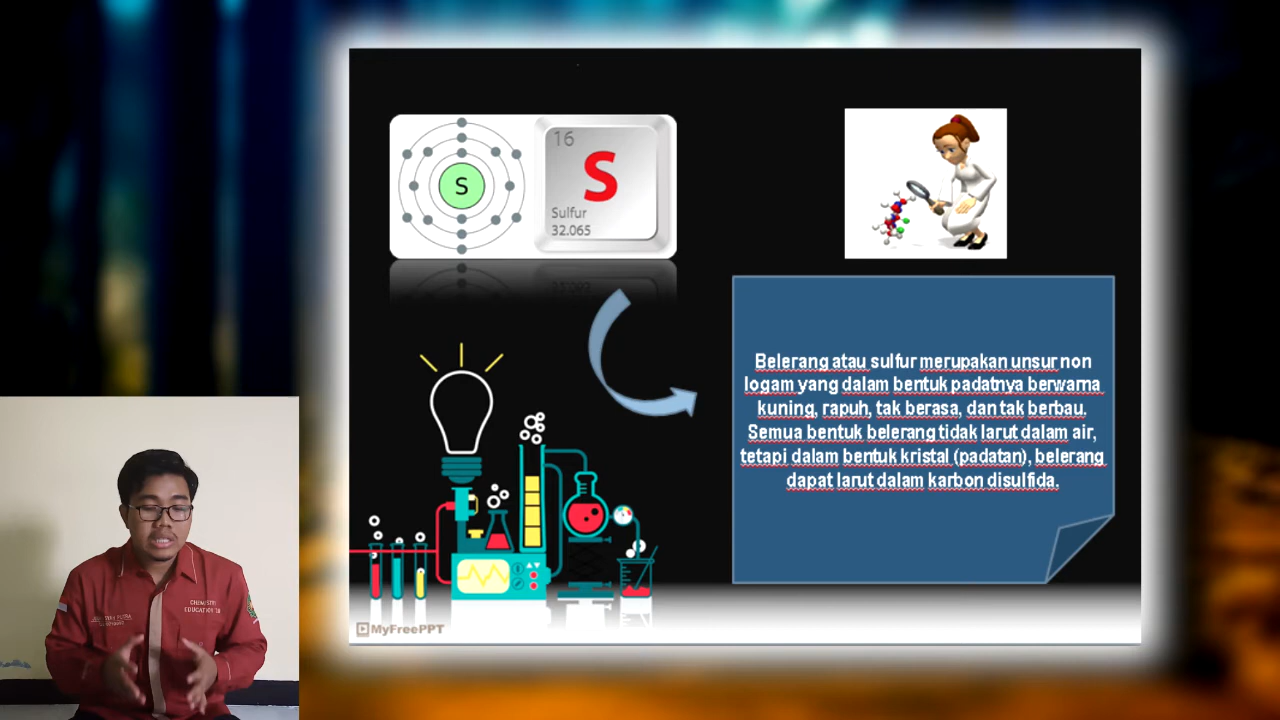 S
16
S
Sulfur
32.065
Belerang atau sulfur merupakan unsur non
logam yang dalam bentuk padatnya berwarna
kuning, rapuh, tak berasa, dan tak berbau.
Semua bentuk belerang tidak larut dalam air,
tetapi dalam bentuk kristal (padatan), belerang
dapat larut dalam karbon disulfida.
MyFreePPT
CHEMISTRY